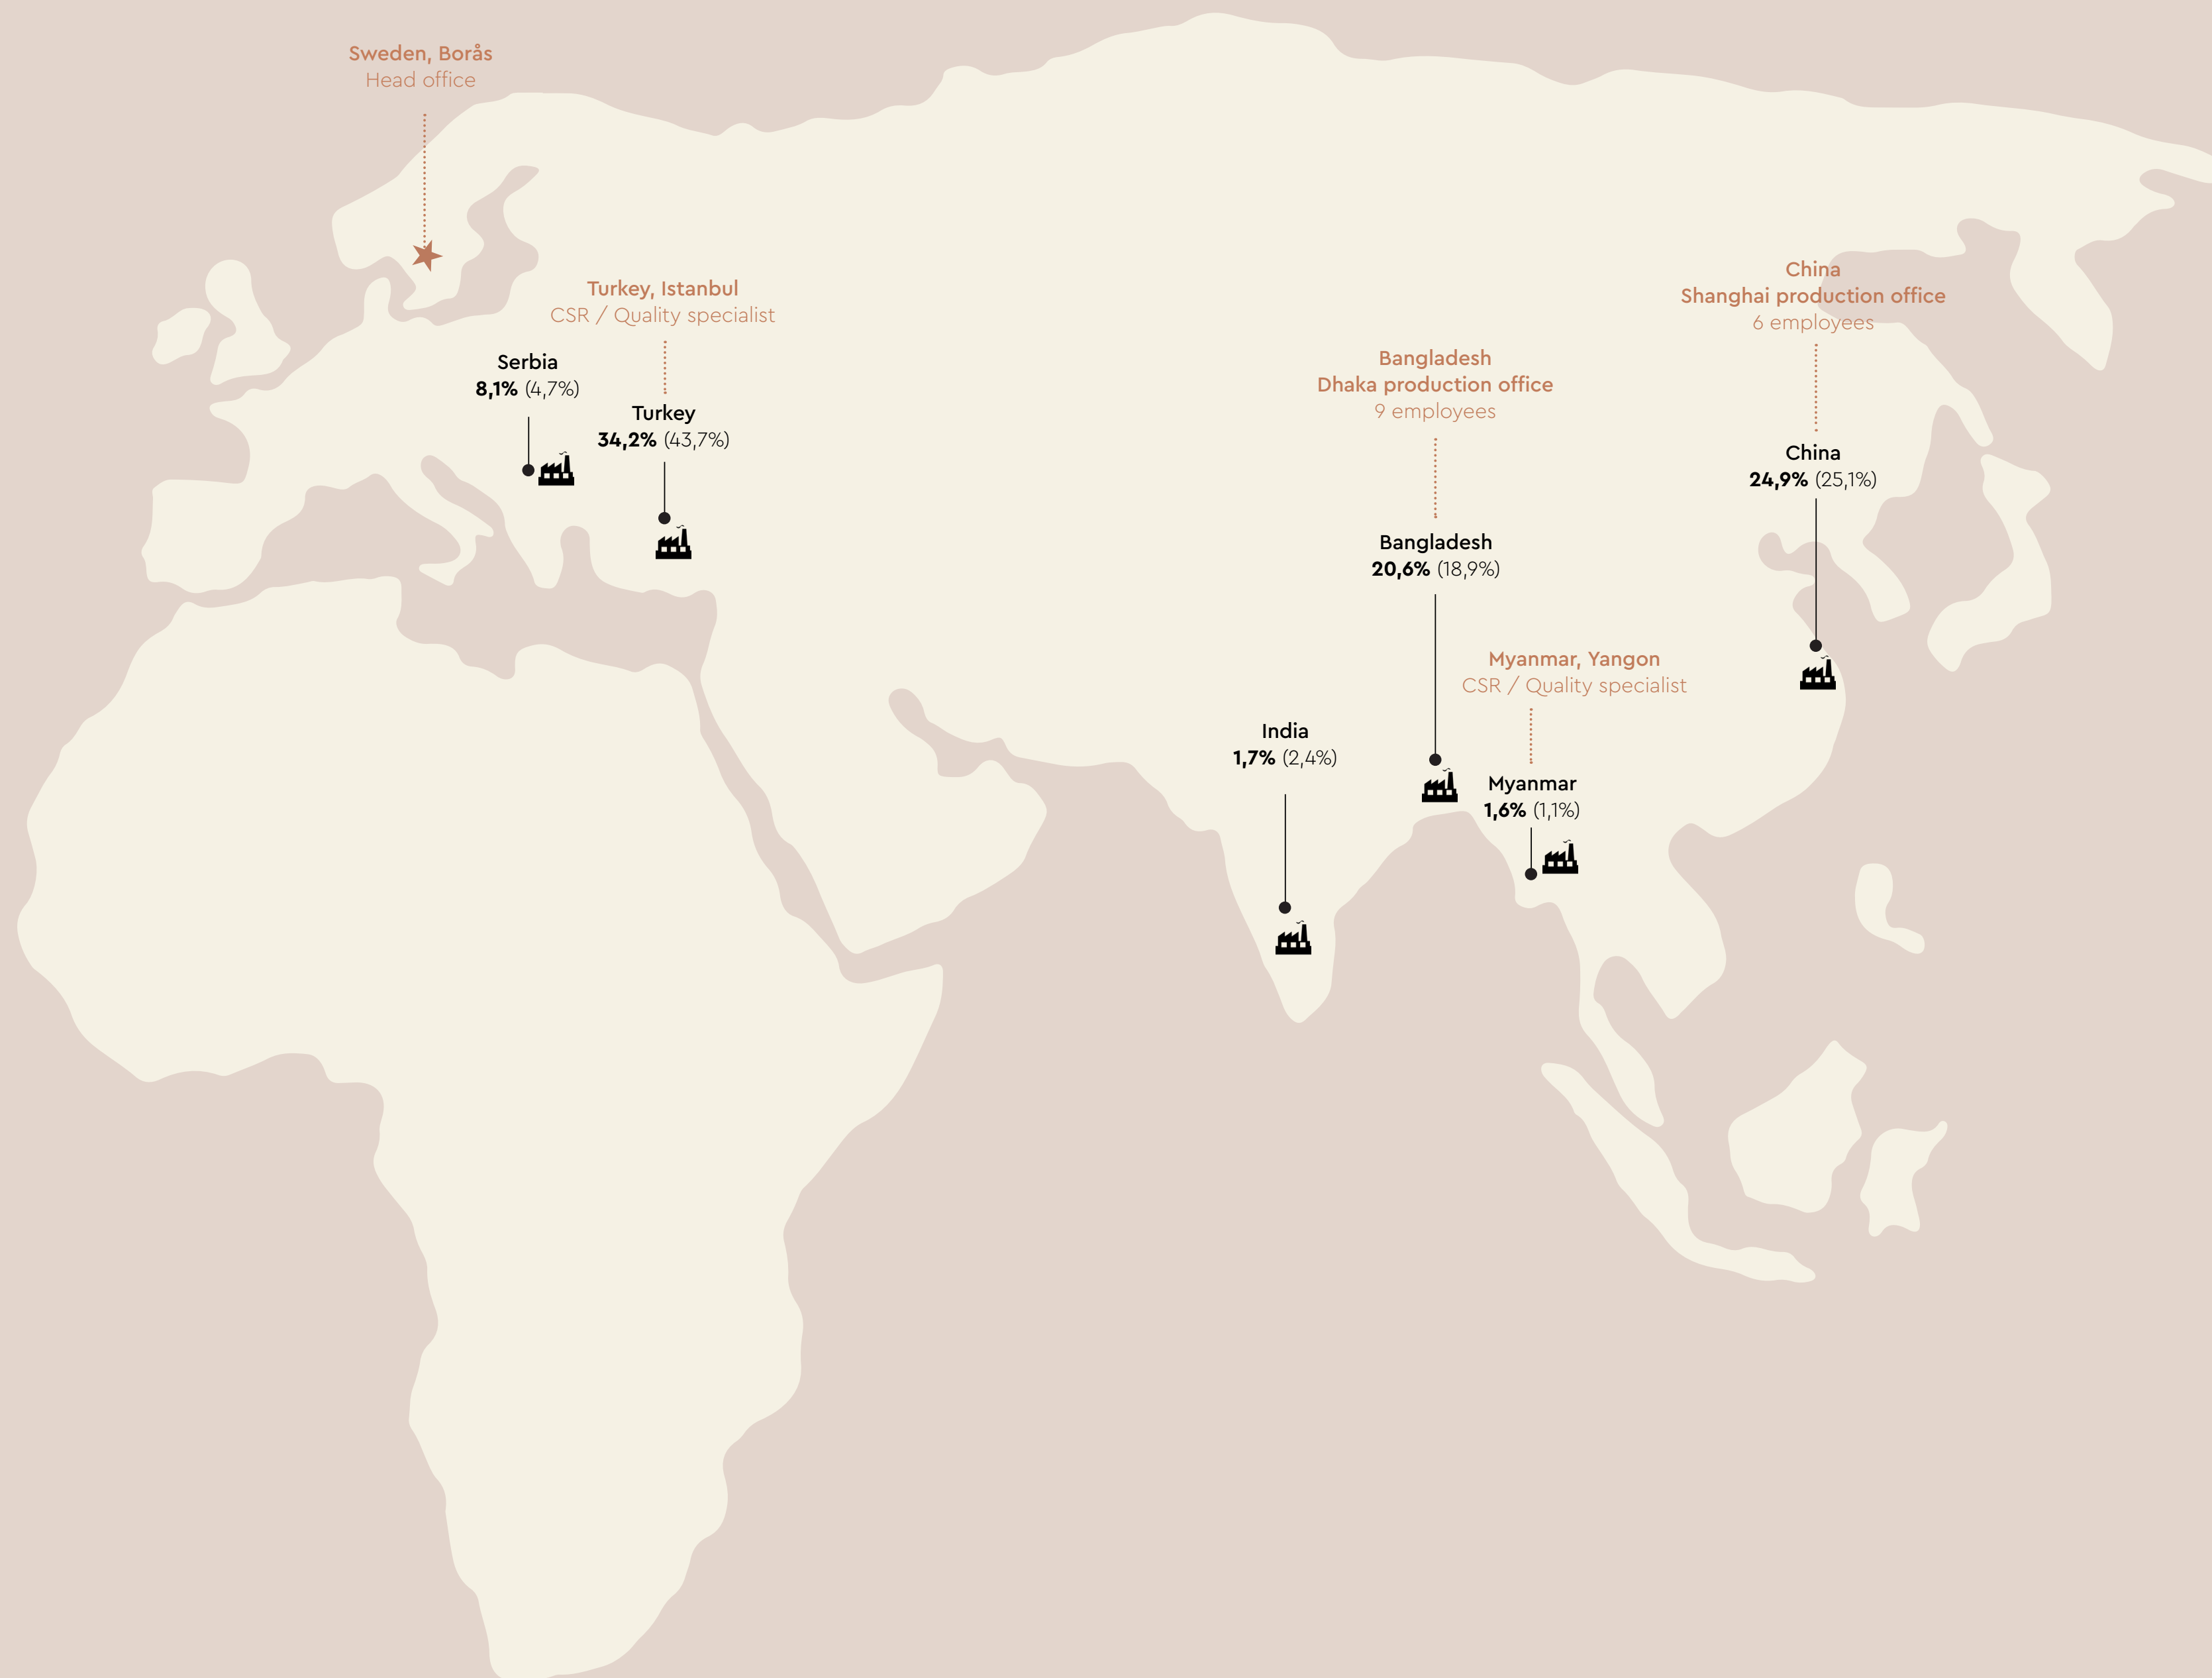 Sweden, Borås
Head office
Turkey, Istanbul
CSR / Quality specialist
Serbia
8,1% (4,7%)
Turkey
34,2% (43,7%)
China
Shanghai production office
6 employees
Bangladesh
Dhaka production office
9 employees
China
24,9% (25,1%)
Bangladesh
20,6% (18,9%)
Myanmar, Yangon
CSR / Quality specialist
India
1,7% (2,4%)
Myanmar
1,6% (1,1%)